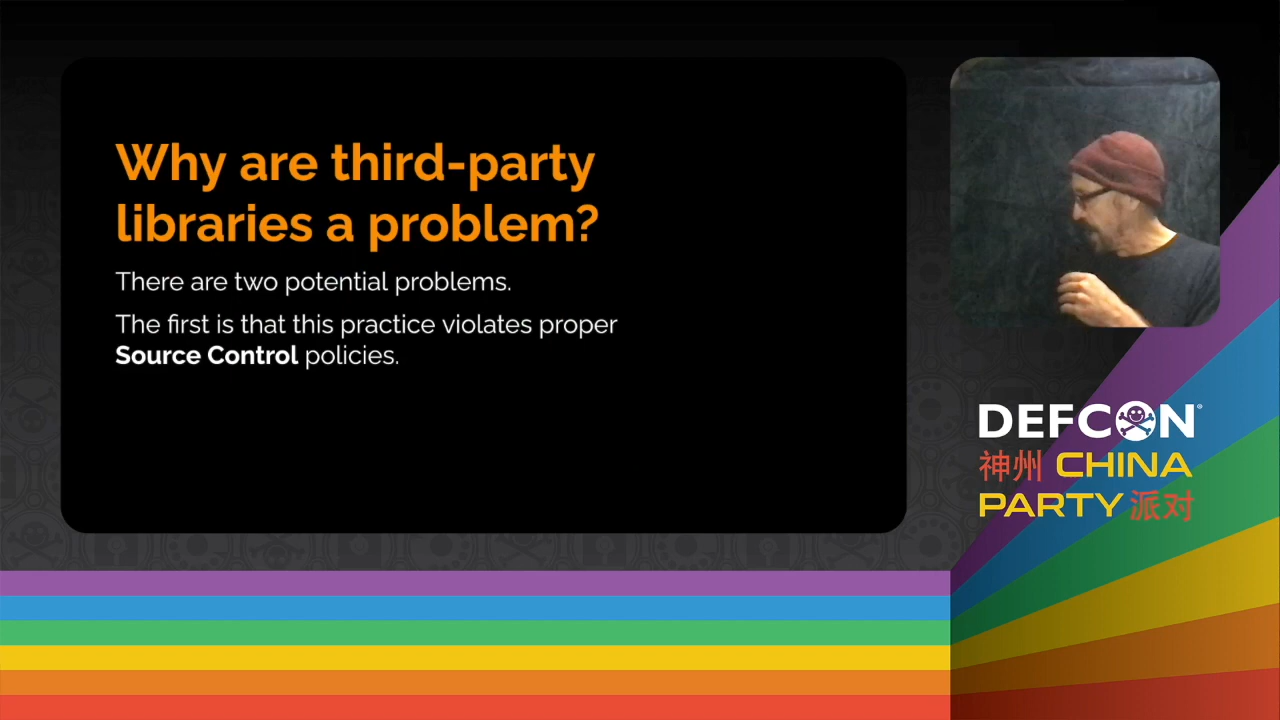 Why are third-party
libraries a problem?
There are two potential problems.
The first is that this practice violates proper
Source Control policies.
DEFCON®
神州 CHINA
PARTY 派对